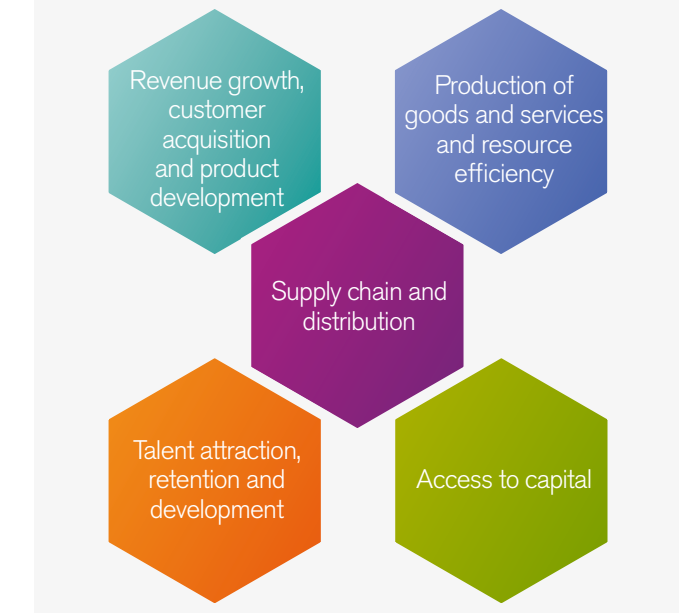 Revenue growth,
customer
acquisition
and product
development
Production of
goods and services
and resource
efficiency
Supply chain and
distribution
Talent attraction,
retention and
development
Access to capital